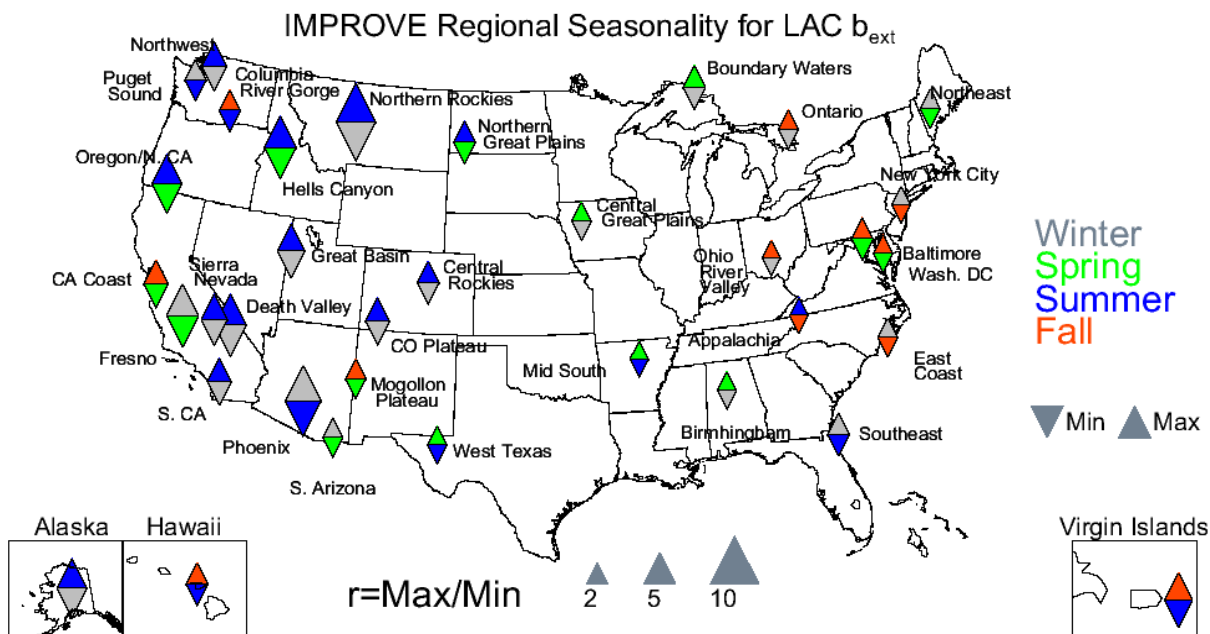 IMPROVE Regional Seasonality for LAC bext
Northwest
Puget
Sound
Columbia
River Gorge
Northern Rockies
Northern
Great Plains
Boundary Waters
Ontario
Northeast
Oregon/N. CA
Hells Canyon
New York City
Central
Great Plains
CA Coast
Sierra
Nevada
Great Basin
Central
Rockies
Ohio
River
Valley
Baltimore
Wash. DC
Winter
Spring
Summer
Fall
Death Valley
CO Plateau
Appalachia
Fresno
Mid South
East
Coast
S. CA
Mogollon
Plateau
Min
Max
Phoenix
West Texas
Birmhingham
Southeast
S. Arizona
Alaska
Hawaii
Virgin Islands
r=Max/Min
2
5
10